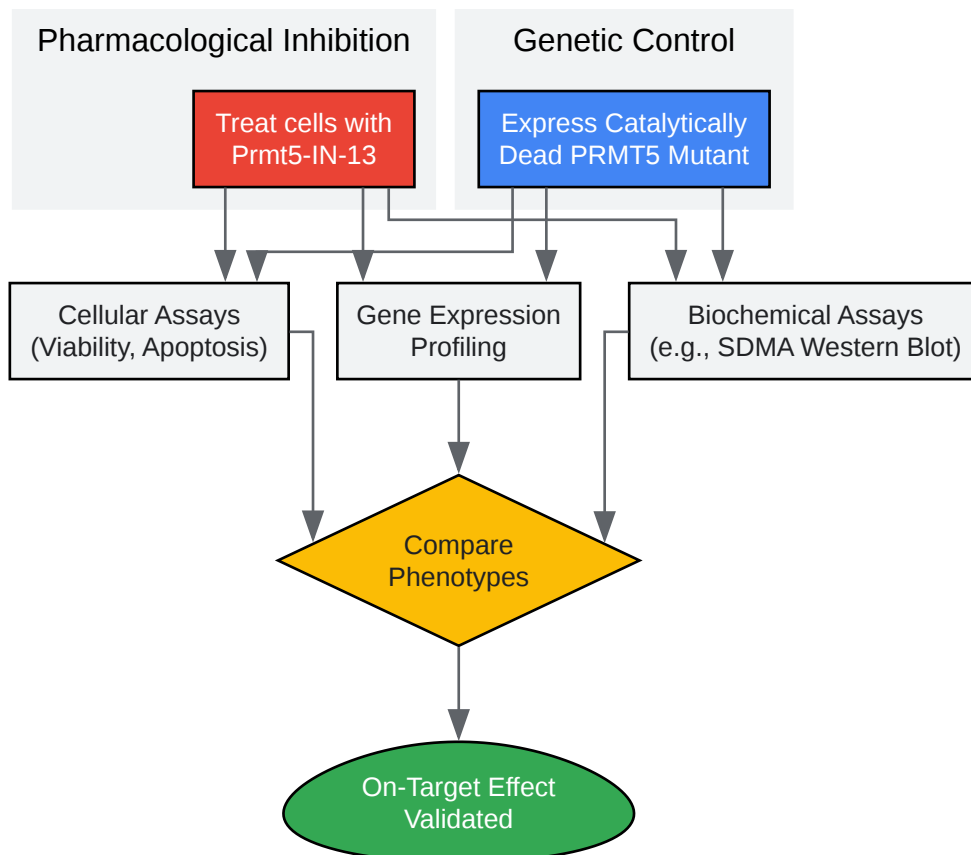 Pharmacological Inhibition
Genetic Control
Treat cells with
Prmt5-IN-13
Express Catalytically
Dead PRMT5 Mutant
Cellular Assays
(Viability, Apoptosis)
Gene Expression
Profiling
Biochemical Assays
(e.g., SDMA Western Blot)
Compare
Phenotypes
On-Target Effect
Validated